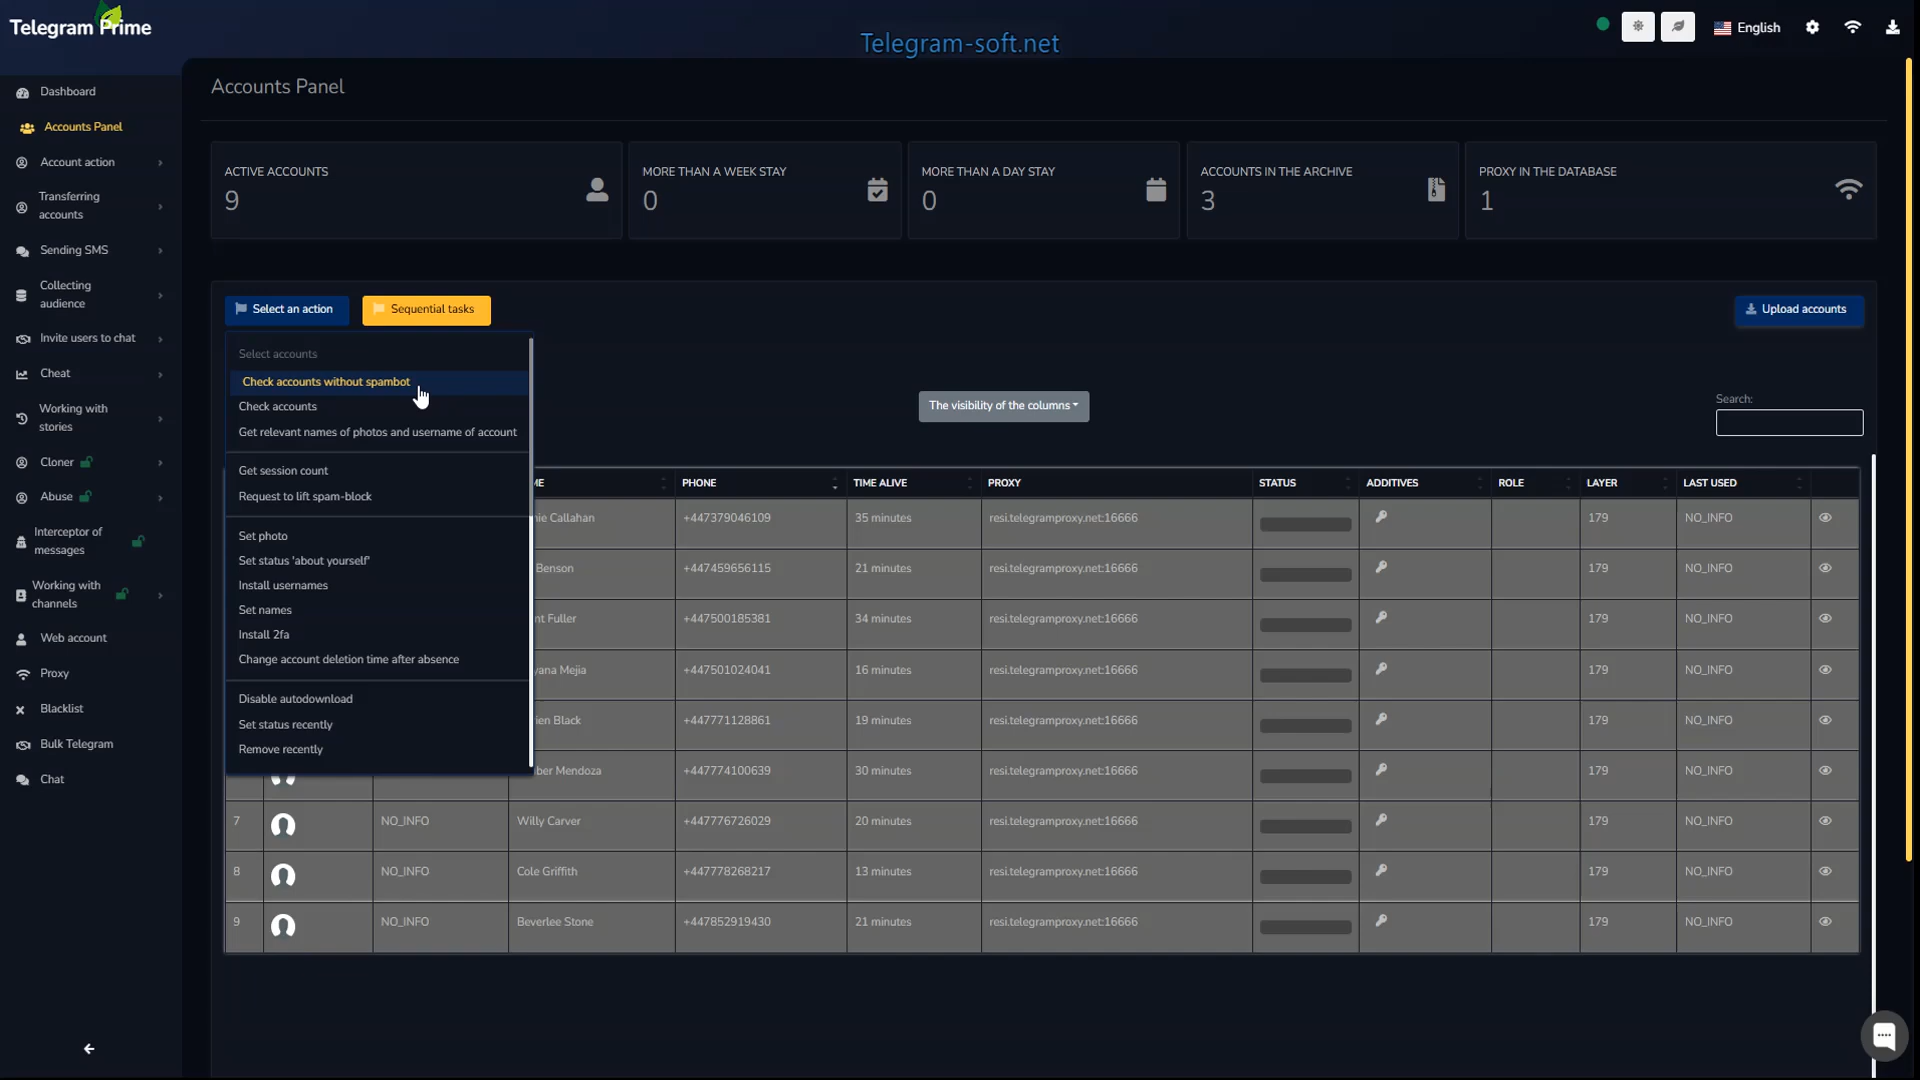 Telegram Prime
Telegram-soft.net
English
Dashboard
Accounts Panel
Account action
Transferring
accounts
Sending SMS
Collecting
audience
Invite users to chat
Cheat
Working with
stories
Cloner
Abuse
Interceptor of
messages
Working with
channels
Web account
Proxy
Blacklist
Bulk Telegram
Chat
Accounts Panel
ACTIVE ACCOUNTS
9
MORE THAN A WEEK STAY
0
MORE THAN A DAY STAY
0
ACCOUNTS IN THE ARCHIVE
3
PROXY IN THE DATABASE
1
Select an action
Sequential tasks
Upload accounts
Select accounts
Check accounts without spambot
Check accounts
Get relevant names of photos and username of account
Get session count
Request to lift spam-block
Set photo
Set status 'about yourself'
Install usernames
Set names
Install 2fa
Change account deletion time after absence
Disable autodownload
Set status recently
Remove recently
The visibility of the columns
Search:
ME PHONE TIME ALIVE PROXY STATUS ADDITIVES ROLE LAYER LAST USED
nie Callahan +447379046109 35 minutes resi.telegramproxy.net:16666 179 NO_INFO
Benson +447459656115 21 minutes resi.telegramproxy.net:16666 179 NO_INFO
nt Fuller +447500185381 34 minutes resi.telegramproxy.net:16666 179 NO_INFO
yana Mejia +447501024041 16 minutes resi.telegramproxy.net:16666 179 NO_INFO
ien Black +447771128861 19 minutes resi.telegramproxy.net:16666 179 NO_INFO
ber Mendoza +447774100639 30 minutes resi.telegramproxy.net:16666 179 NO_INFO
7 NO_INFO Willy Carver +447776726029 20 minutes resi.telegramproxy.net:16666 179 NO_INFO
8 NO_INFO Cole Griffith +447778268217 13 minutes resi.telegramproxy.net:16666 179 NO_INFO
9 NO_INFO Beverlee Stone +447852919430 21 minutes resi.telegramproxy.net:16666 179 NO_INFO